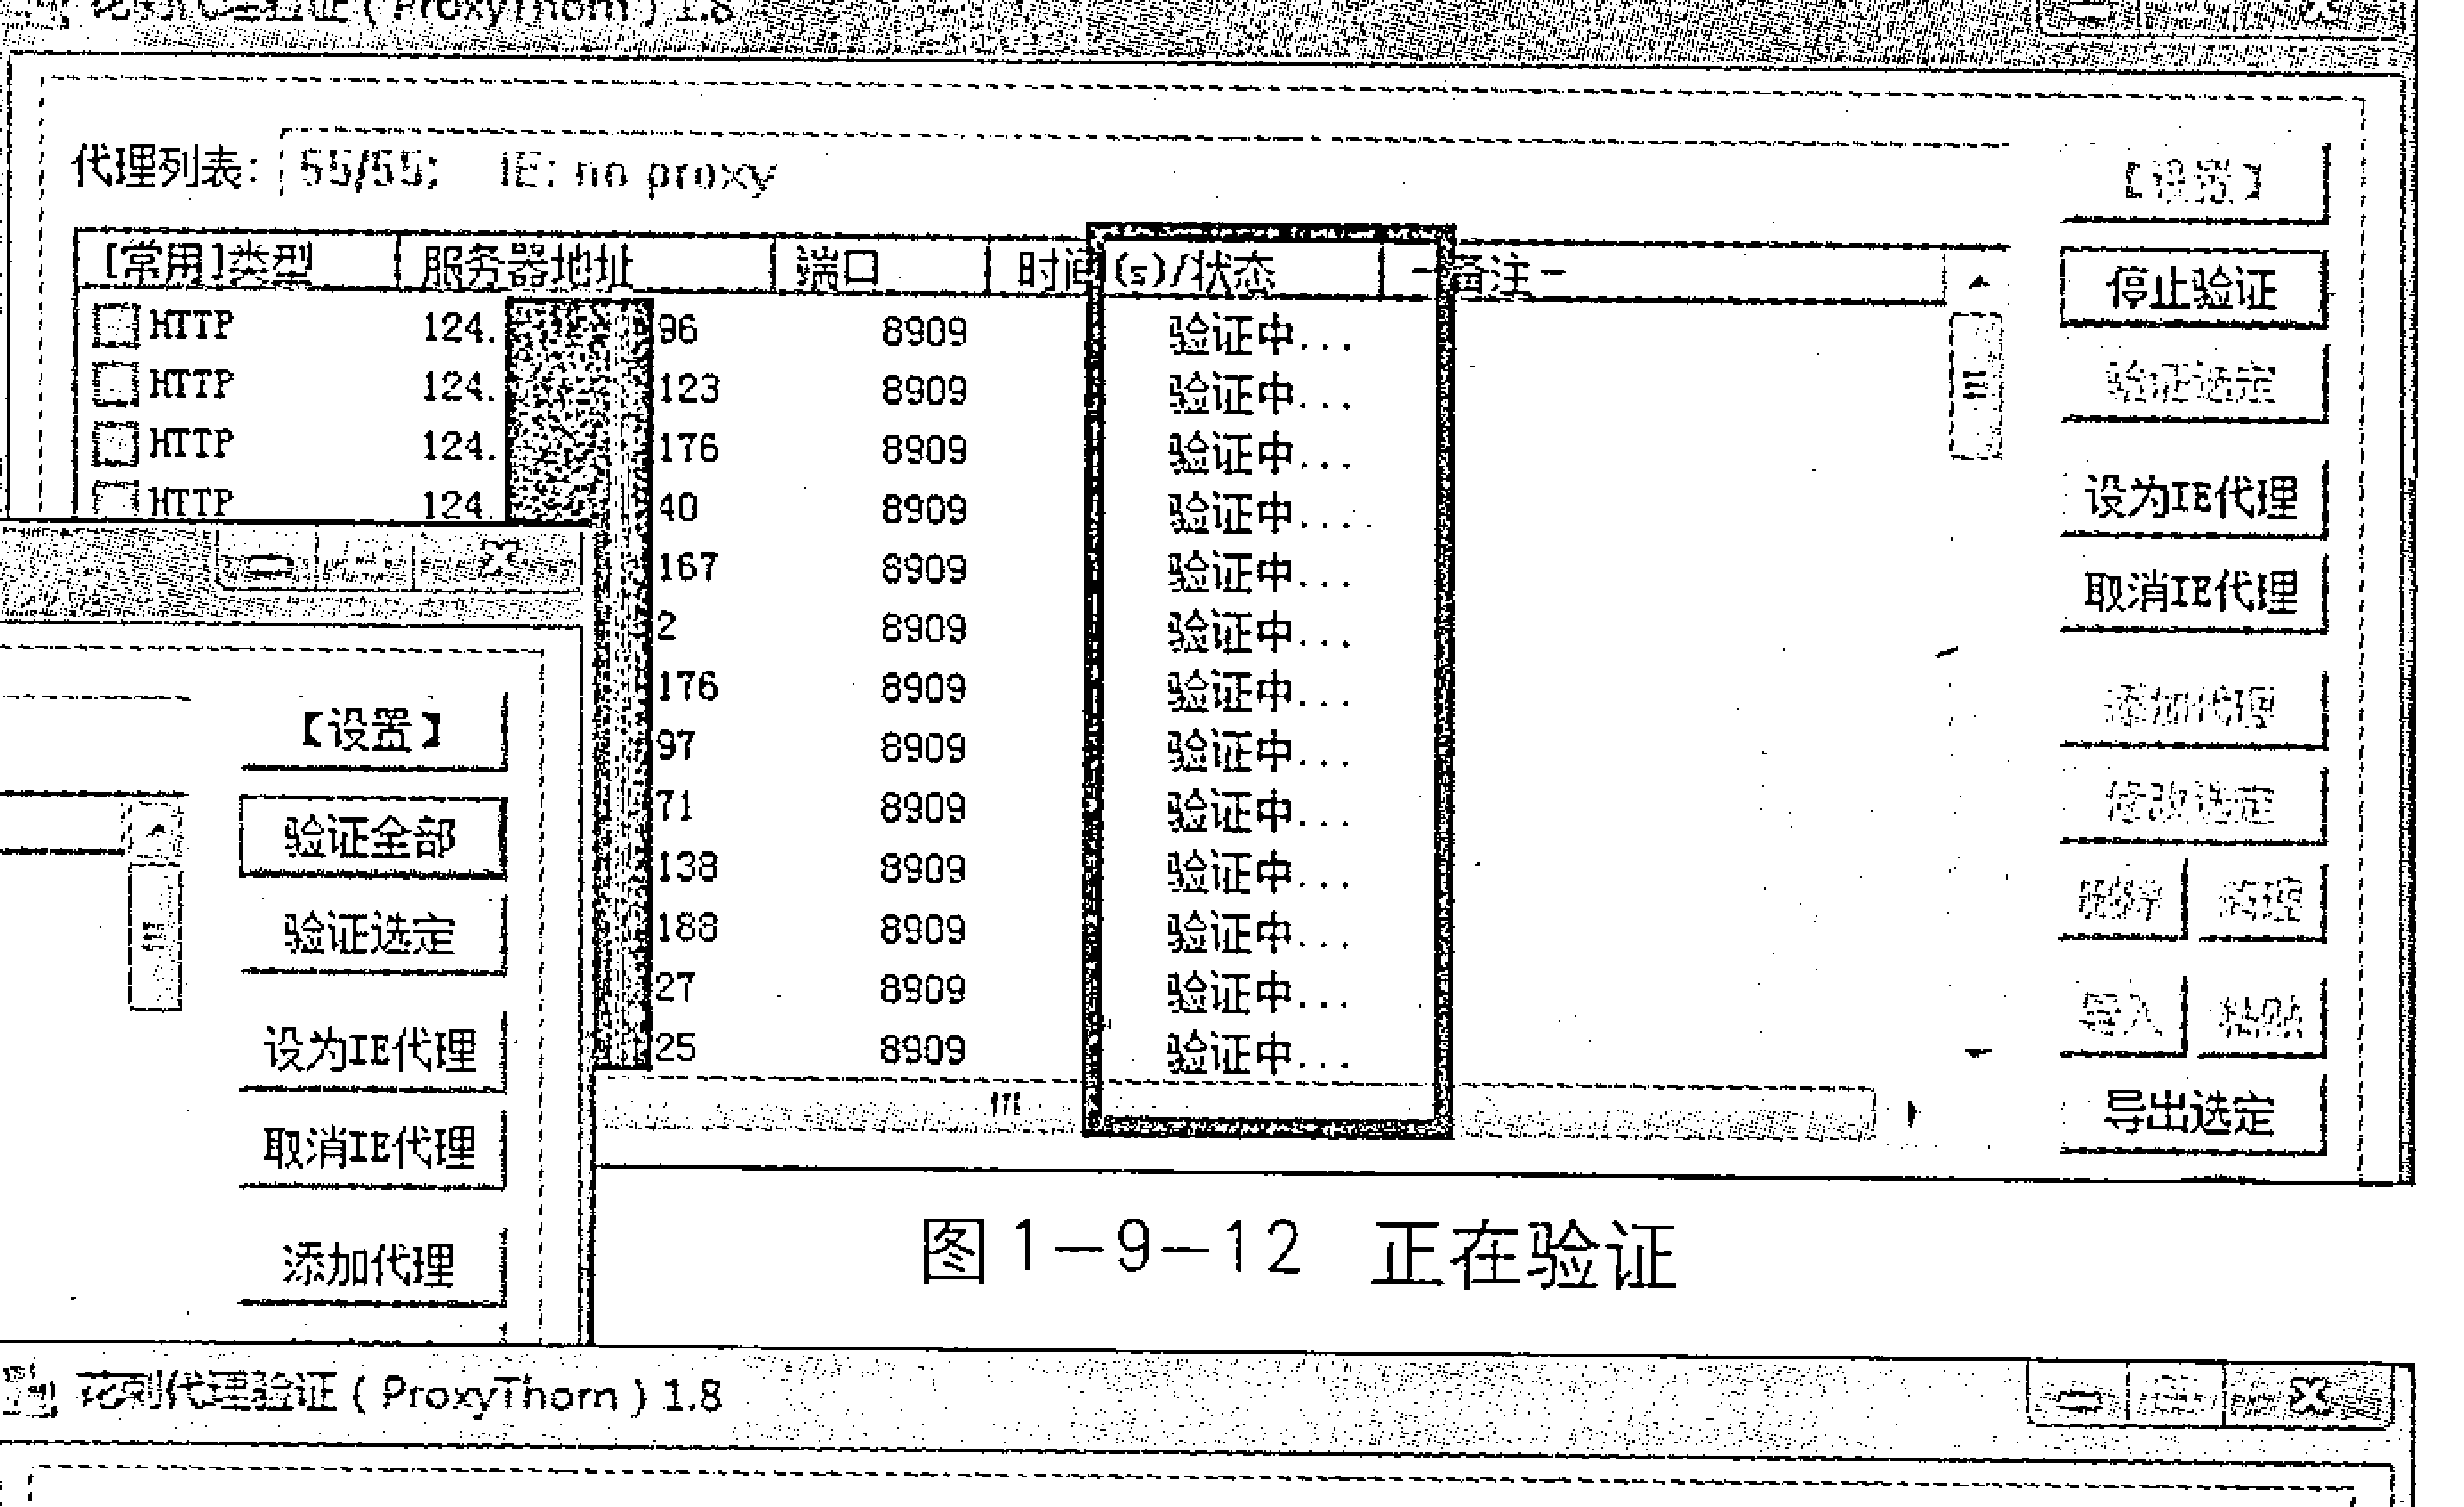 花刺代理验证 ( ProxyThorn ) 1.8
代理列表: 55/55; IE: no proxy
【设置】
[常用]类型 服务器地址 端口 时间(s)/状态 -备注-
停止验证
HTTP 124. 96 8909 验证中...
HTTP 124. 123 8909 验证中...
验证选定
HTTP 124. 176 8909 验证中...
HTTP 124. 40 8909 验证中...
设为IE代理
167 8909 验证中...
取消IE代理
2 8909 验证中...
176 8909 验证中...
添加代理
97 8909 验证中...
71 8909 验证中...
修改选定
138 8909 验证中...
188 8909 验证中...
27 8909 验证中...
导入 粘贴
25 8909 验证中...
导出选定
【设置】
验证全部
验证选定
设为IE代理
取消IE代理
添加代理
图1-9-12 正在验证
花刺代理验证 ( ProxyThorn ) 1.8